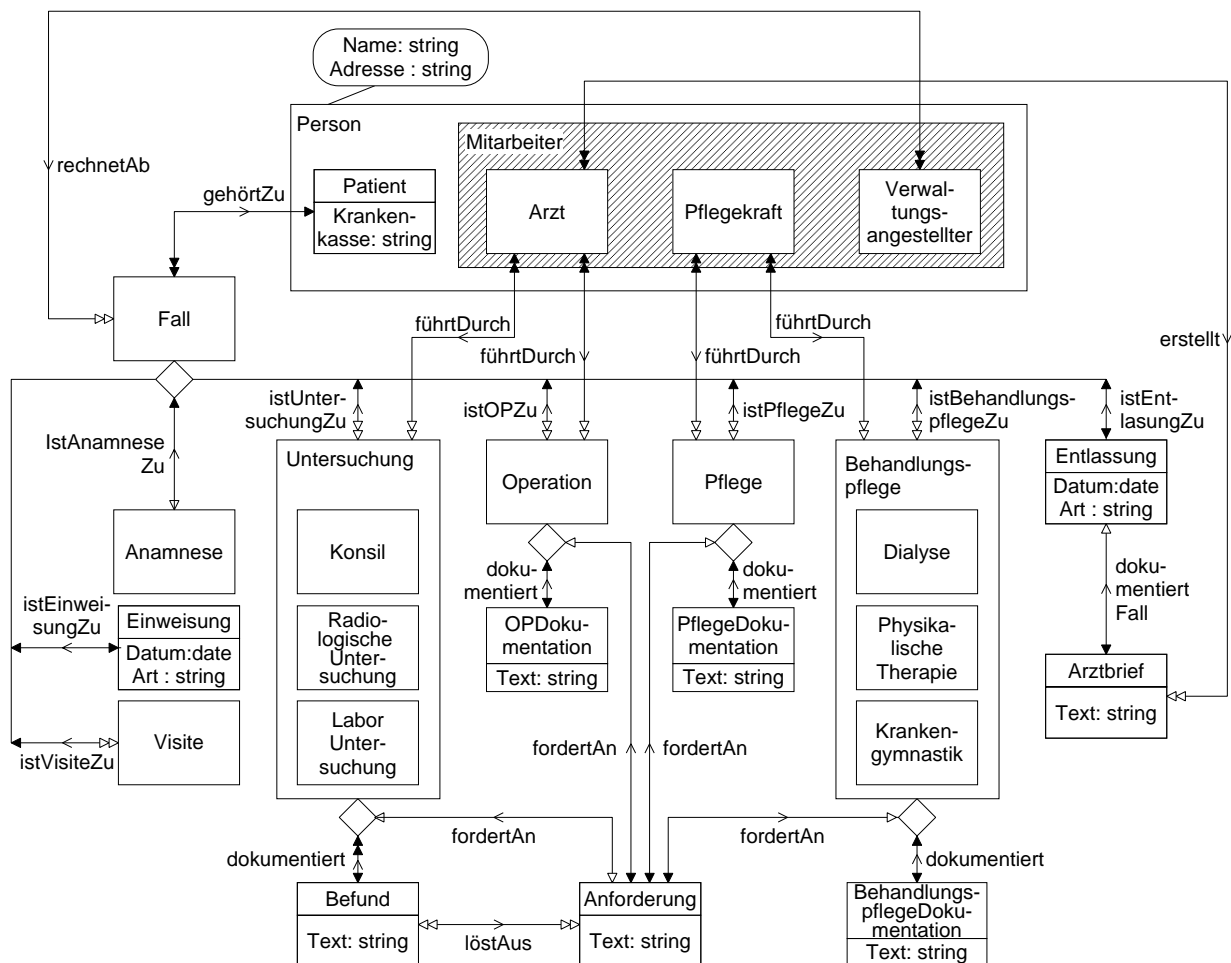 Name: string
Adresse : string
Person
Mitarbeiter
rechnetAb
gehörtZu
Patient
Kranken-
kasse: string
Arzt
Pflegekraft
Verwal-
tungs-
angestellter
Fall
führtDurch
führtDurch
führtDurch
führtDurch
erstellt
istUnter-
suchungZu
istOPZu
istPflegeZu
istBehandlungs-
pflegeZu
istEnt-
lasungZu
IstAnamnese
Zu
Untersuchung
Operation
Pflege
Behandlungs-
pflege
Entlassung
Datum:date
Art : string
Anamnese
Konsil
Dialyse
doku-
mentiert
doku-
mentiert
doku-
mentiert
Fall
istEinwei-
sungZu
Einweisung
Datum:date
Art : string
Radio-
logische
Unter-
suchung
OPDoku-
mentation
Text: string
PflegeDoku-
mentation
Text: string
Physika-
lische
Therapie
Arztbrief
Text: string
Visite
istVisiteZu
Labor
Unter-
suchung
fordertAn
fordertAn
Kranken-
gymnastik
fordertAn
fordertAn
dokumentiert
dokumentiert
Befund
Text: string
löstAus
Anforderung
Text: string
Behandlungs-
pflegeDoku-
mentation
Text: string